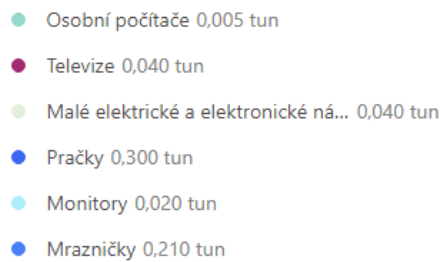 Osobní počítače 0,005 tun
Televize 0,040 tun
Malé elektrické a elektronické ná... 0,040 tun
Pračky 0,300 tun
Monitory 0,020 tun
Mrazničky 0,210 tun